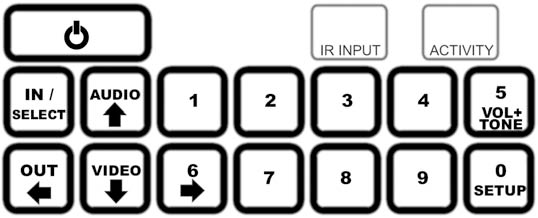 IR INPUT
ACTIVITY
IN /
SELECT
AUDIO
1
2
3
4
5
VOL+
TONE
OUT
VIDEO
6
7
8
9
0
SETUP